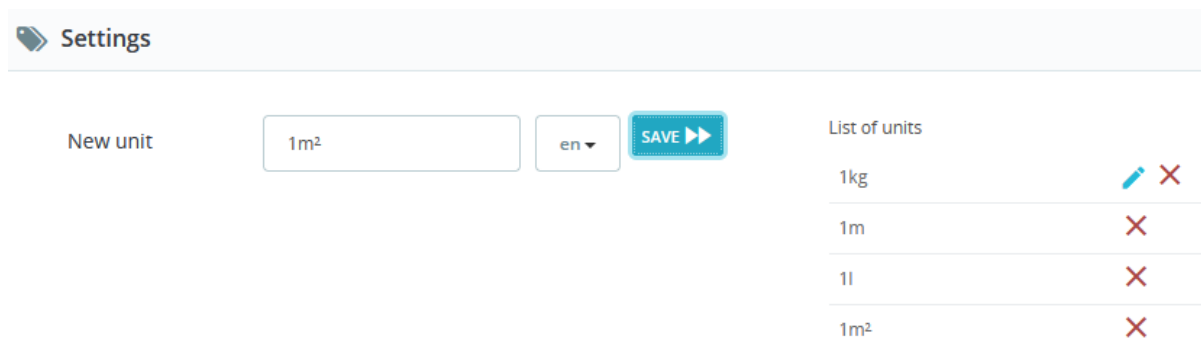 Settings
New unit
1m²
en
SAVE
List of units
1kg
1m
1l
1m²